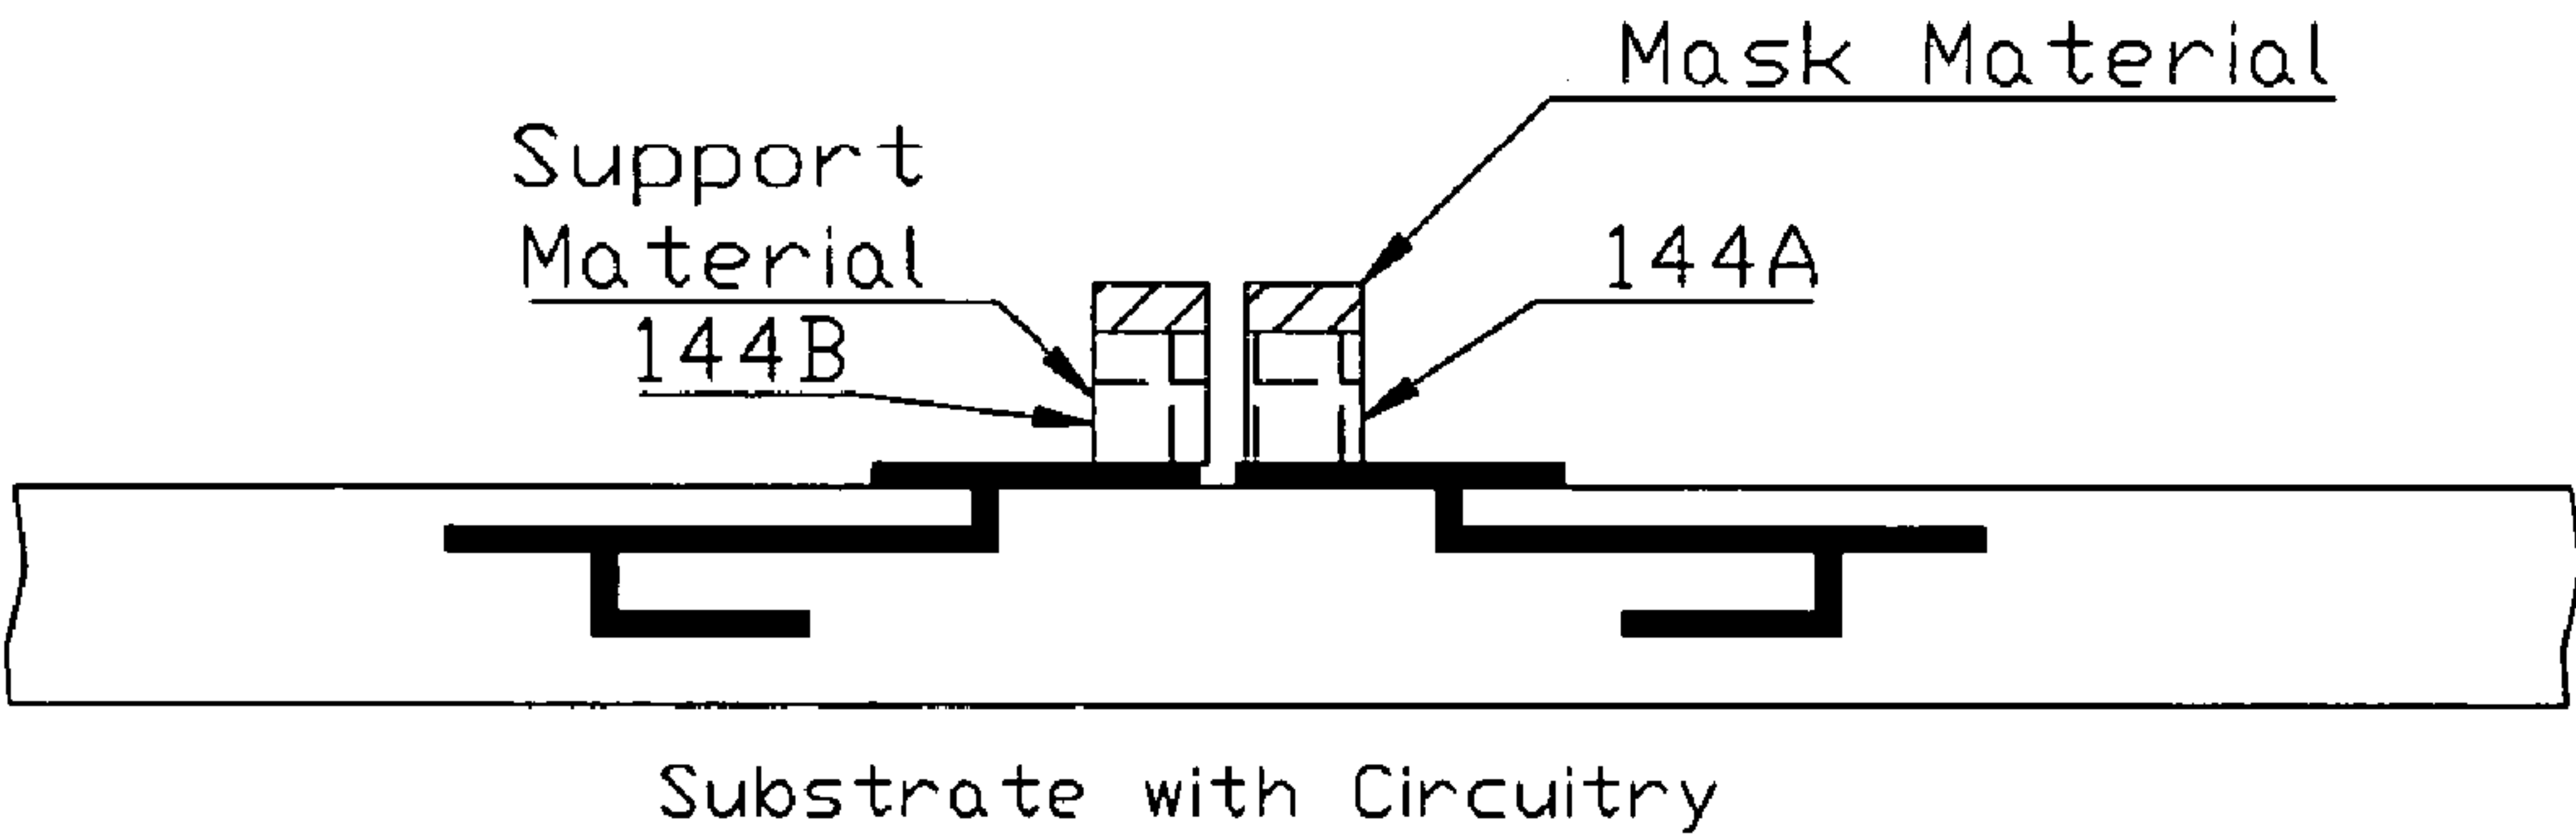 Mask Material
Support
Material
144A
144B
Substrate with Circuitry